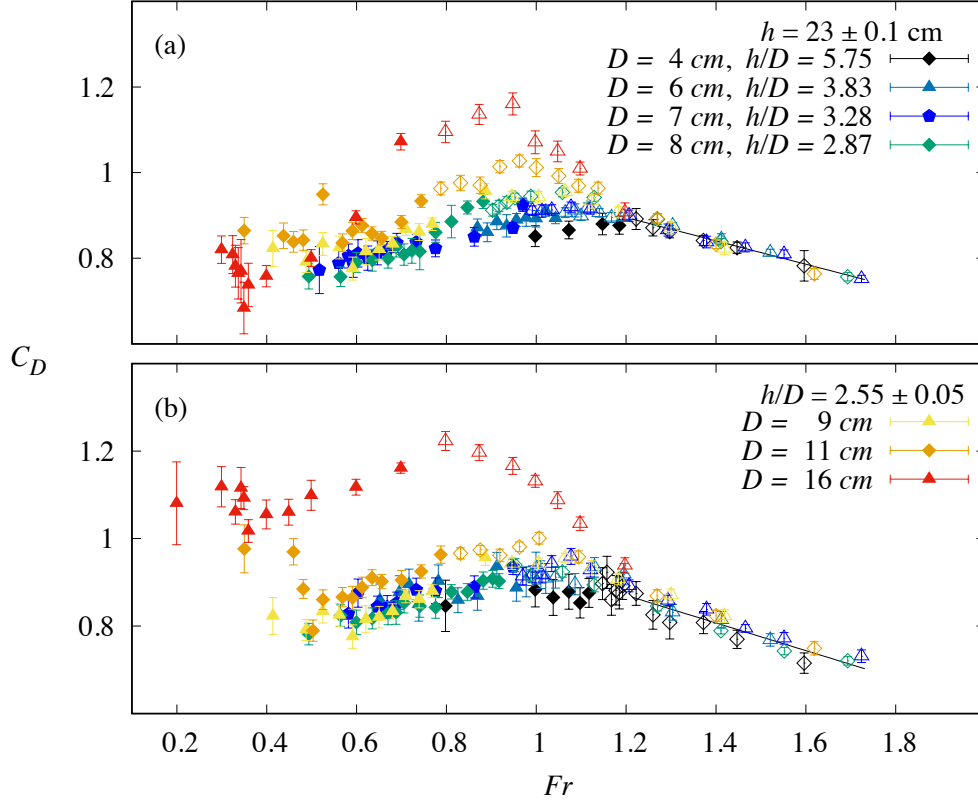 (a)
h = 23 ± 0.1 cm
D = 4 cm, h/D = 5.75
D = 6 cm, h/D = 3.83
D = 7 cm, h/D = 3.28
D = 8 cm, h/D = 2.87
1.2
1
0.8
C_D
(b)
h/D = 2.55 ± 0.05
D = 9 cm
D = 11 cm
D = 16 cm
1.2
1
0.8
0.2 0.4 0.6 0.8 1 1.2 1.4 1.6 1.8
Fr